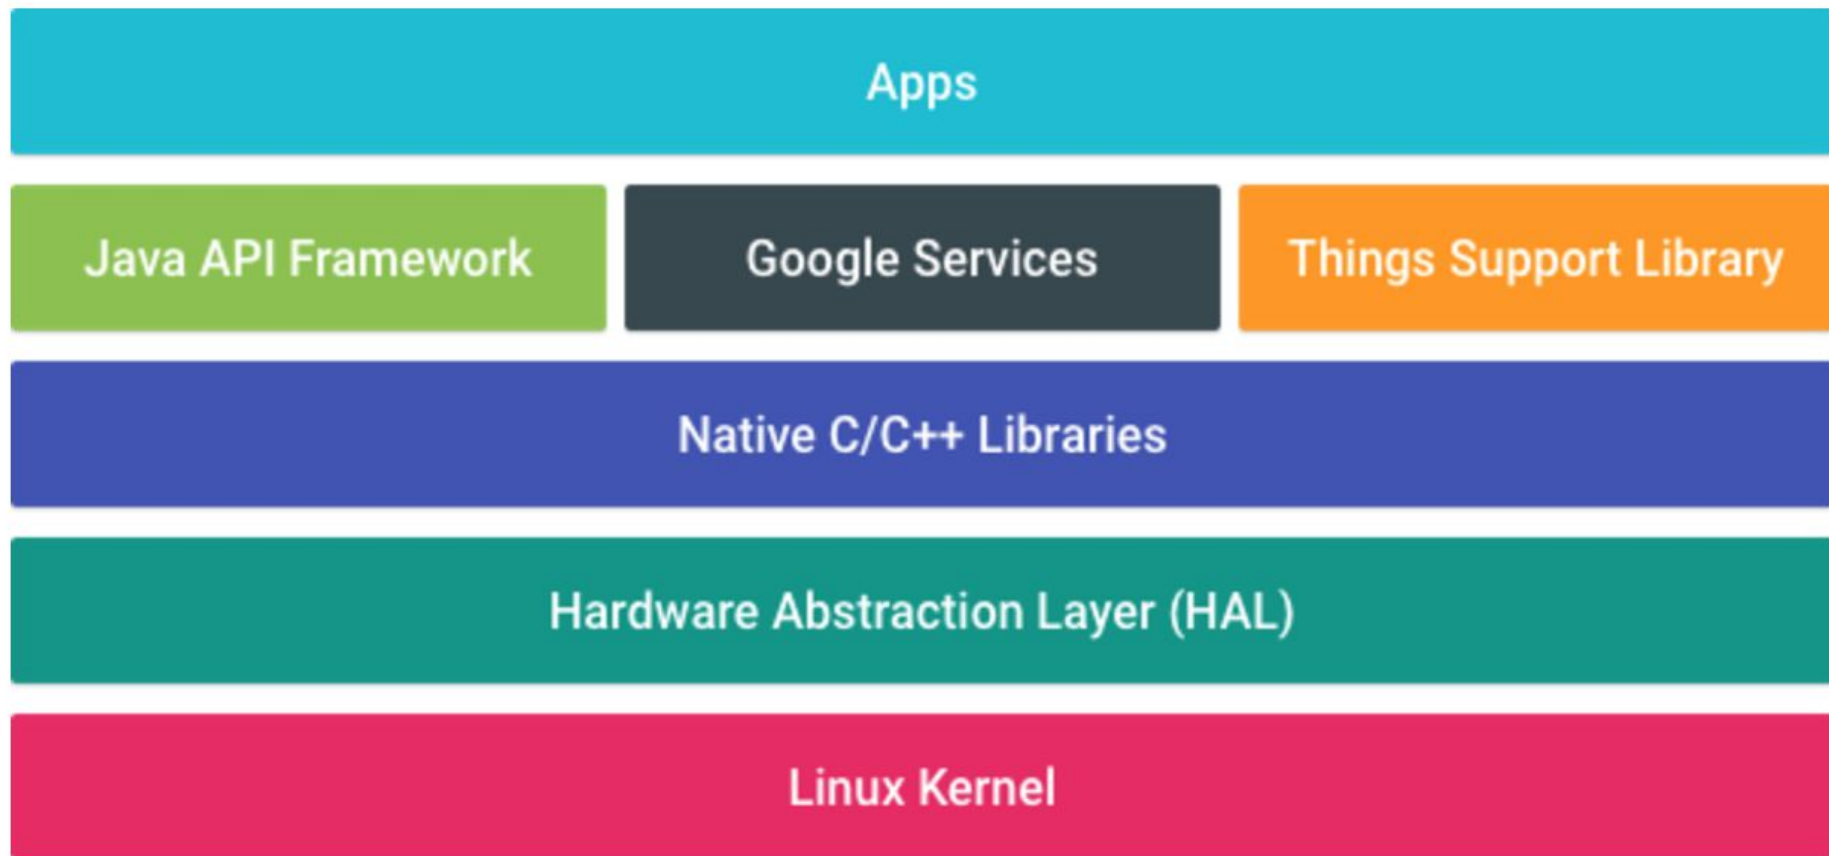 Apps
Java API Framework
Google Services
Things Support Library
Native C/C++ Libraries
Hardware Abstraction Layer (HAL)
Linux Kernel